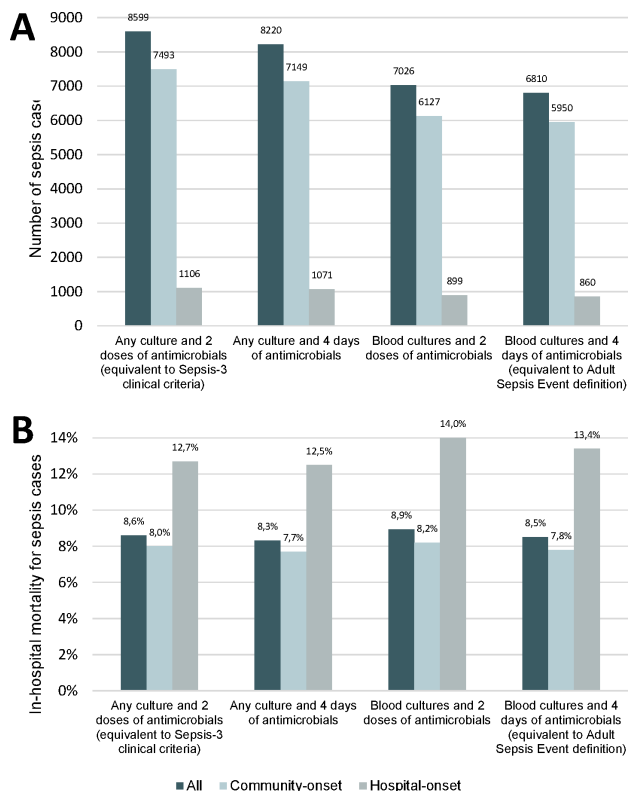 A
9000
8000
7000
6000
5000
4000
3000
2000
1000
0
Number of sepsis case
8599
7493
1106
8220
7149
1071
7026
6127
899
6810
5950
860
Any culture and 2
doses of antimicrobials
(equivalent to Sepsis-3
clinical criteria)
Any culture and 4 days
of antimicrobials
Blood cultures and 2
doses of antimicrobials
Blood cultures and 4
days of antimicrobials
(equivalent to Adult
Sepsis Event definition)
B
14%
12%
10%
8%
6%
4%
2%
0%
In-hospital mortality for sepsis cases
8,6%
8,0%
12,7%
8,3%
7,7%
12,5%
8,9%
8,2%
14,0%
8,5%
7,8%
13,4%
Any culture and 2
doses of antimicrobials
(equivalent to Sepsis-3
clinical criteria)
Any culture and 4 days
of antimicrobials
Blood cultures and 2
doses of antimicrobials
Blood cultures and 4
days of antimicrobials
(equivalent to Adult
Sepsis Event definition)
All Community-onset Hospital-onset